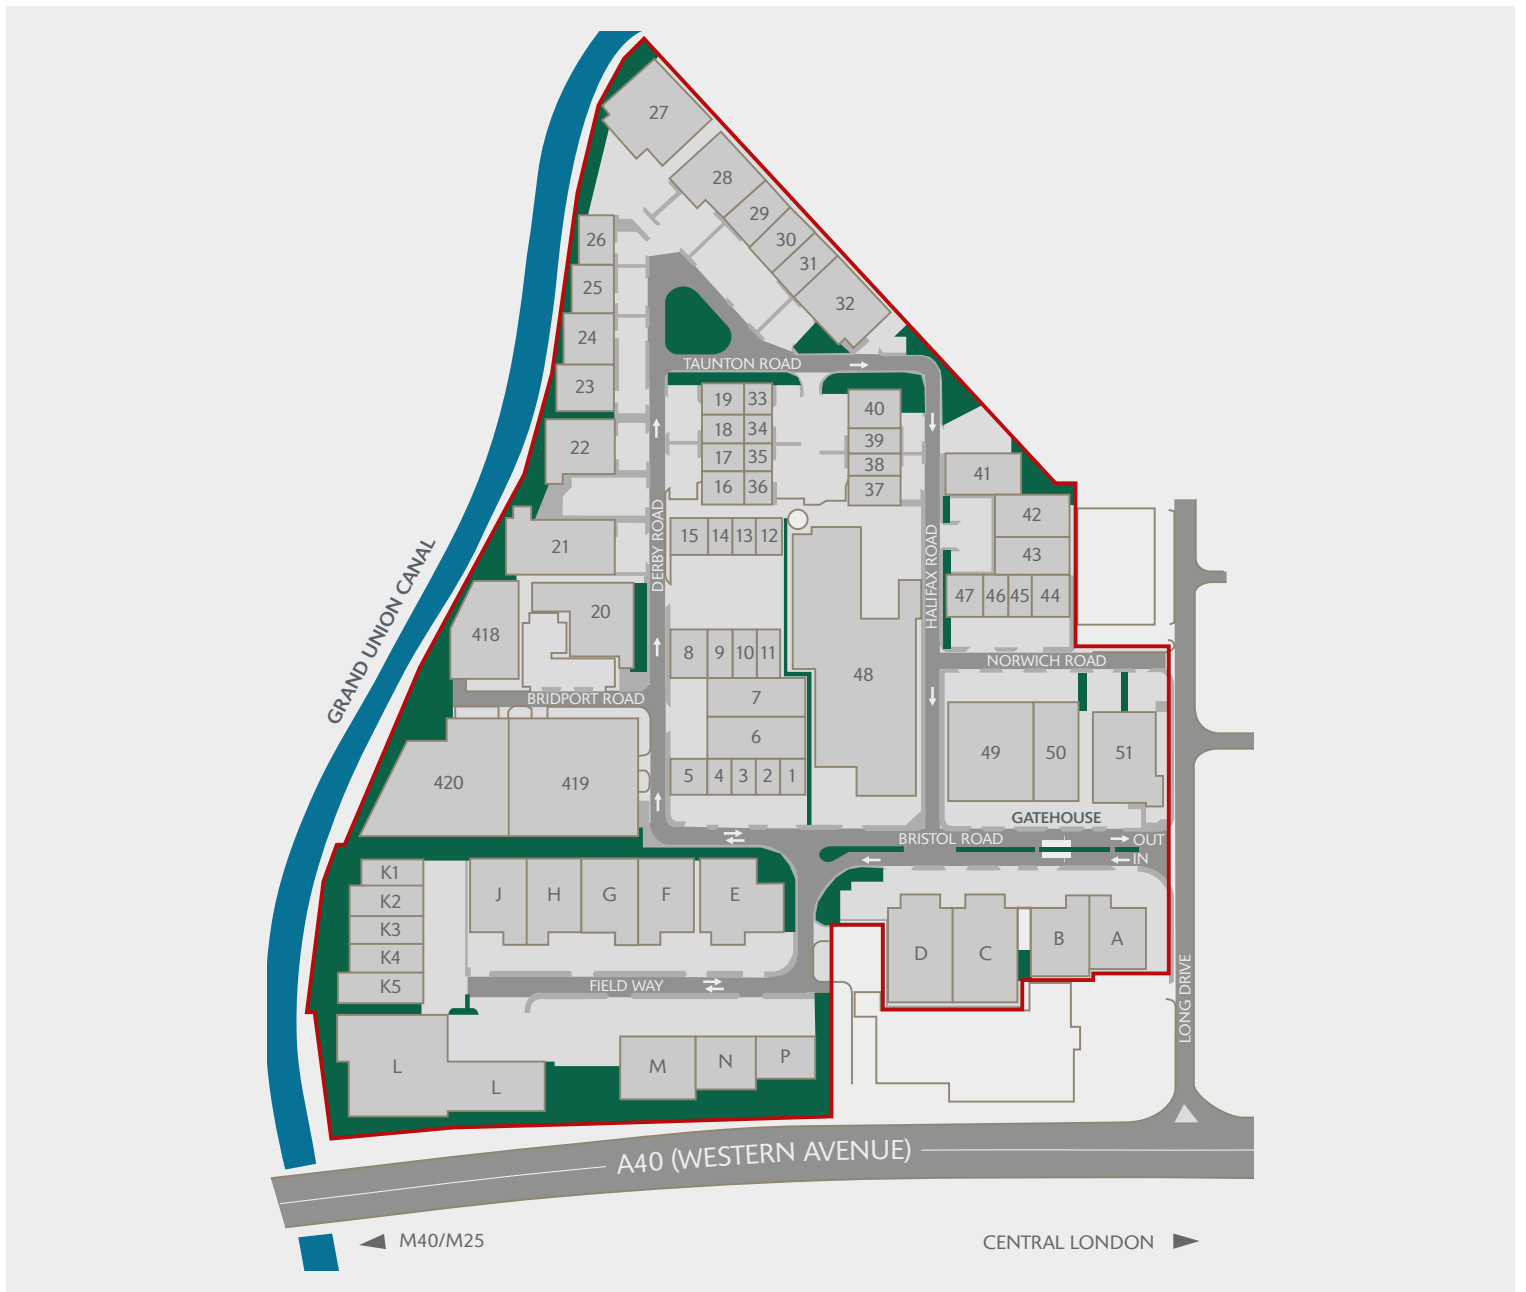 27
28
29
30
31
32
26
25
24
23
22
21
20
418
GRAND UNION CANAL
TAUNTON ROAD
19
33
18
34
17
35
16
36
40
39
38
37
DERBY ROAD
HALIFAX ROAD
41
42
43
47
46
45
44
NORWICH ROAD
15
14
13
12
8
9
10
11
7
6
5
4
3
2
1
48
49
50
51
BRIDPORT ROAD
420
419
GATEHOUSE
BRISTOL ROAD
OUT
IN
K1
K2
K3
K4
K5
J
H
G
F
E
D
C
B
A
FIELD WAY
LONG DRIVE
L
L
M
N
P
A40 (WESTERN AVENUE)
M40/M25
CENTRAL LONDON